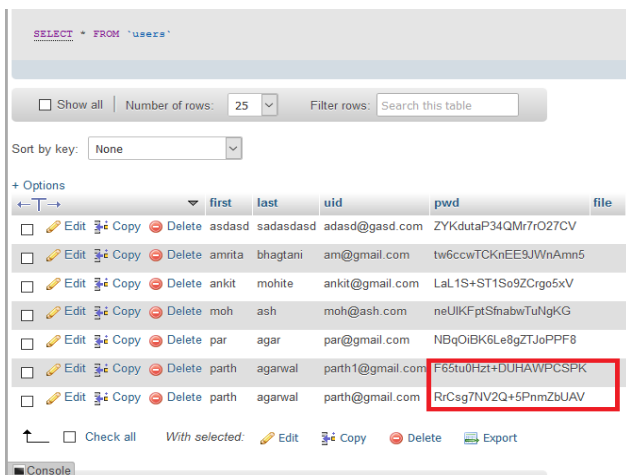 SELECT * FROM `users`
Show all Number of rows: 25 Filter rows: Search this table
Sort by key: None
+ Options
←T→ first last uid pwd file
Edit Copy Delete asdasd sadasdasd adasd@gasd.com ZYKdutaP34QMr7rO27CV
Edit Copy Delete amrita bhagtani am@gmail.com tw6ccwTCKnEE9JWnAmn5
Edit Copy Delete ankit mohite ankit@gmail.com LaL1S+ST1So9ZCrgo5xV
Edit Copy Delete moh ash moh@ash.com neUIKFptSfnabwTuNgKG
Edit Copy Delete par agar par@gmail.com NBqOiBK6Le8gZTJoPPF8
Edit Copy Delete parth agarwal parth1@gmail.com F65tu0Hzt+DUHAWPCSPK
Edit Copy Delete parth agarwal parth@gmail.com RrCsg7NV2Q+5PnmZbUAV
Check all With selected: Edit Copy Delete Export
Console